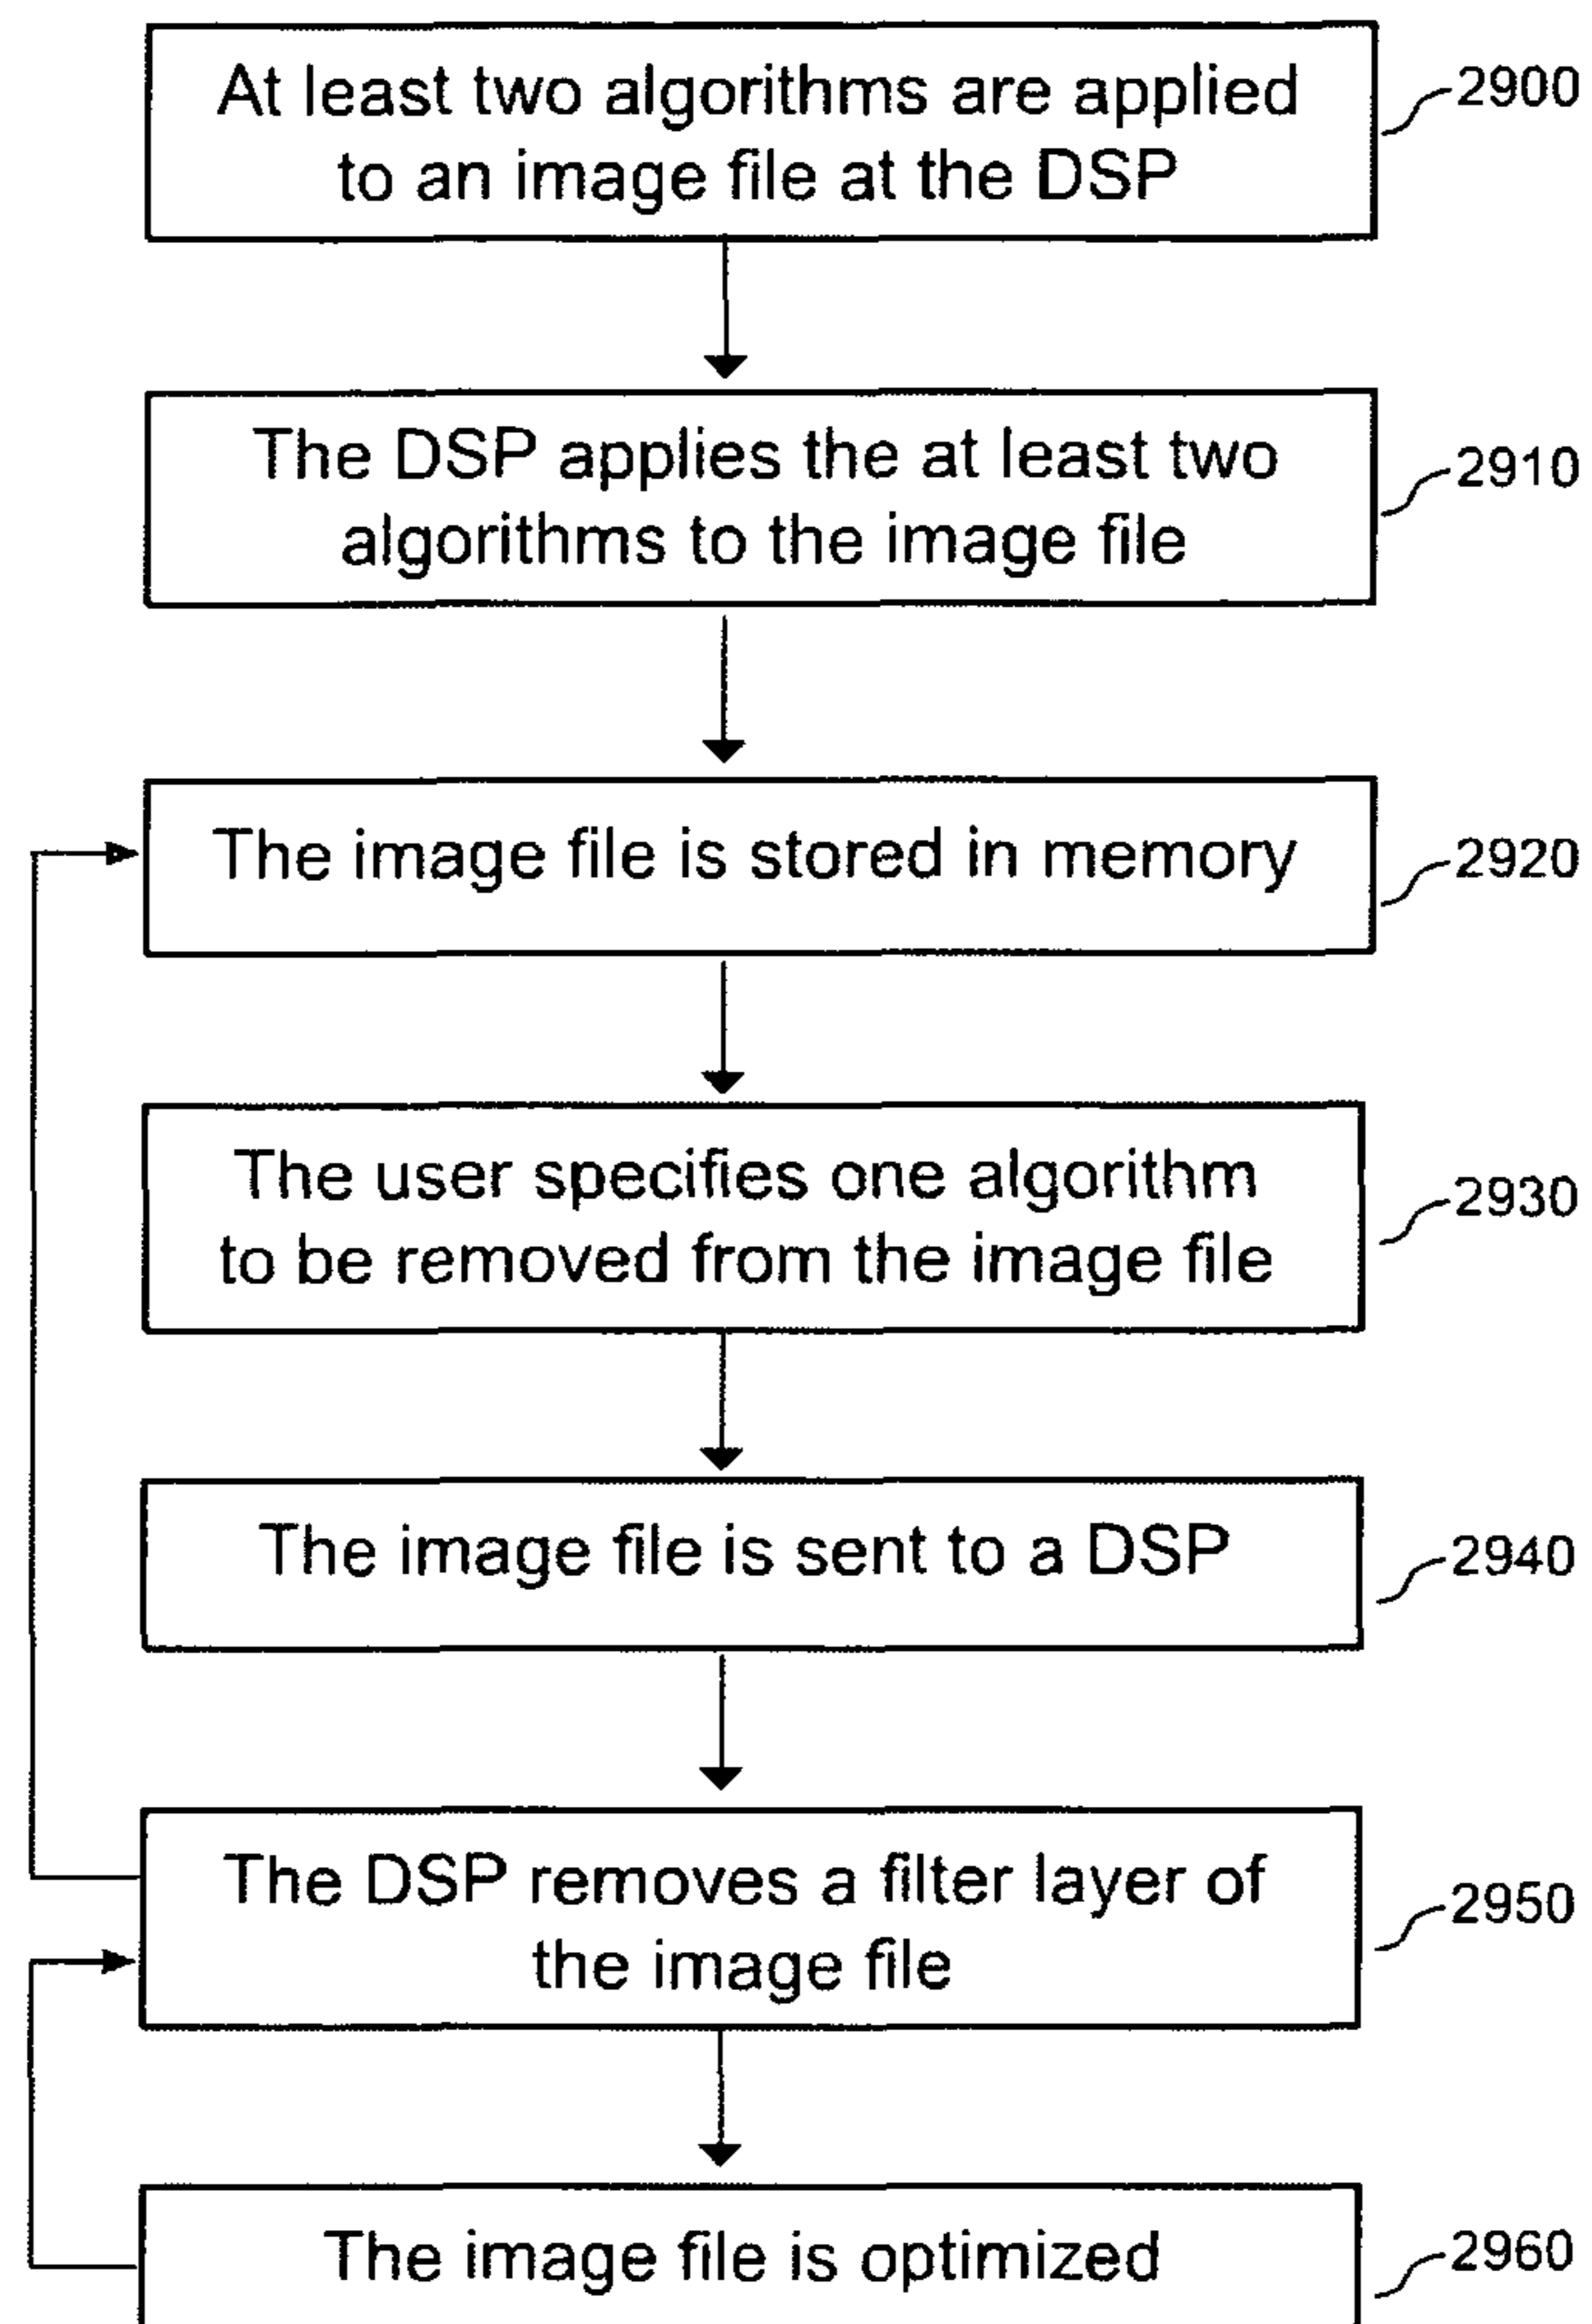 At least two algorithms are applied
to an image file at the DSP
2900
The DSP applies the at least two
algorithms to the image file
2910
The image file is stored in memory
2920
The user specifies one algorithm
to be removed from the image file
2930
The image file is sent to a DSP
2940
The DSP removes a filter layer of
the image file
2950
The image file is optimized
2960